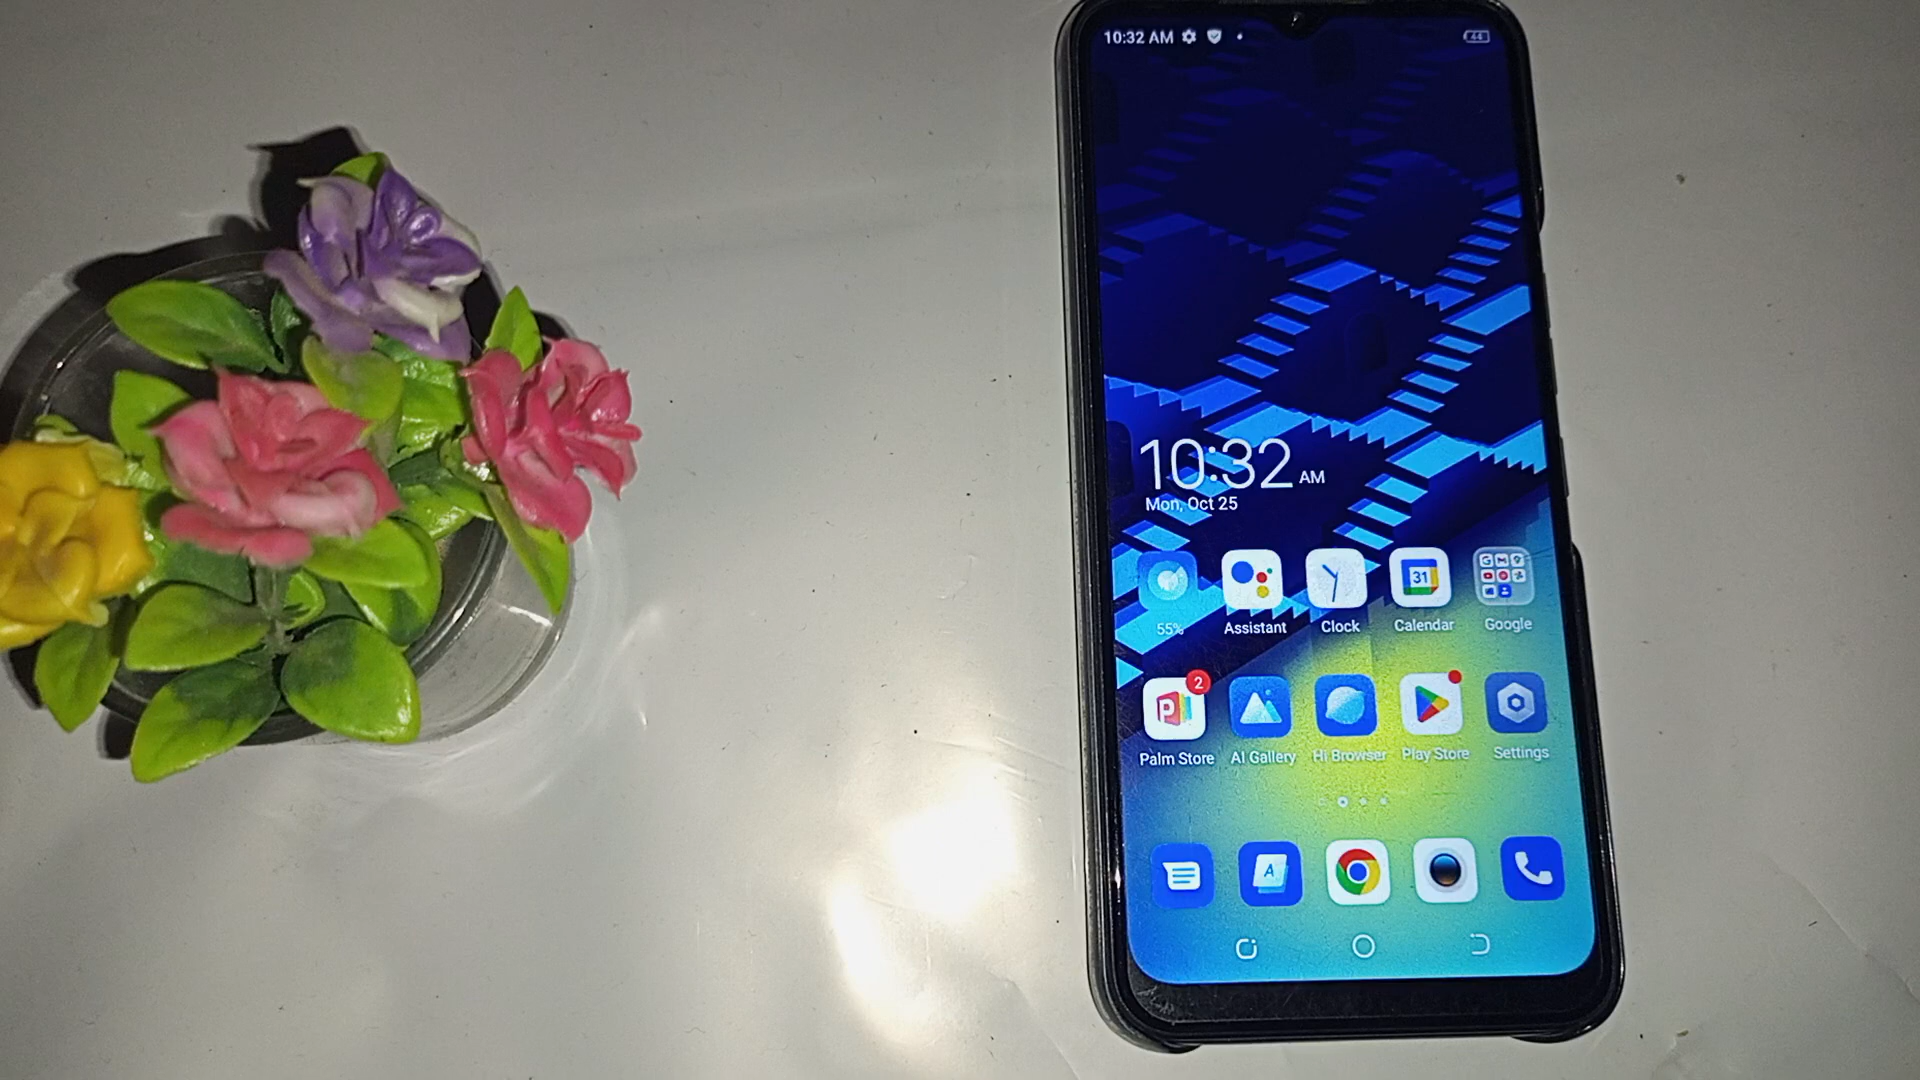 10:32 AM
44
10:32 AM
Mon, Oct 25
31
55%
Assistant
Clock
Calendar
Google
2
Palm Store
AI Gallery
Hi Browser
Play Store
Settings
A